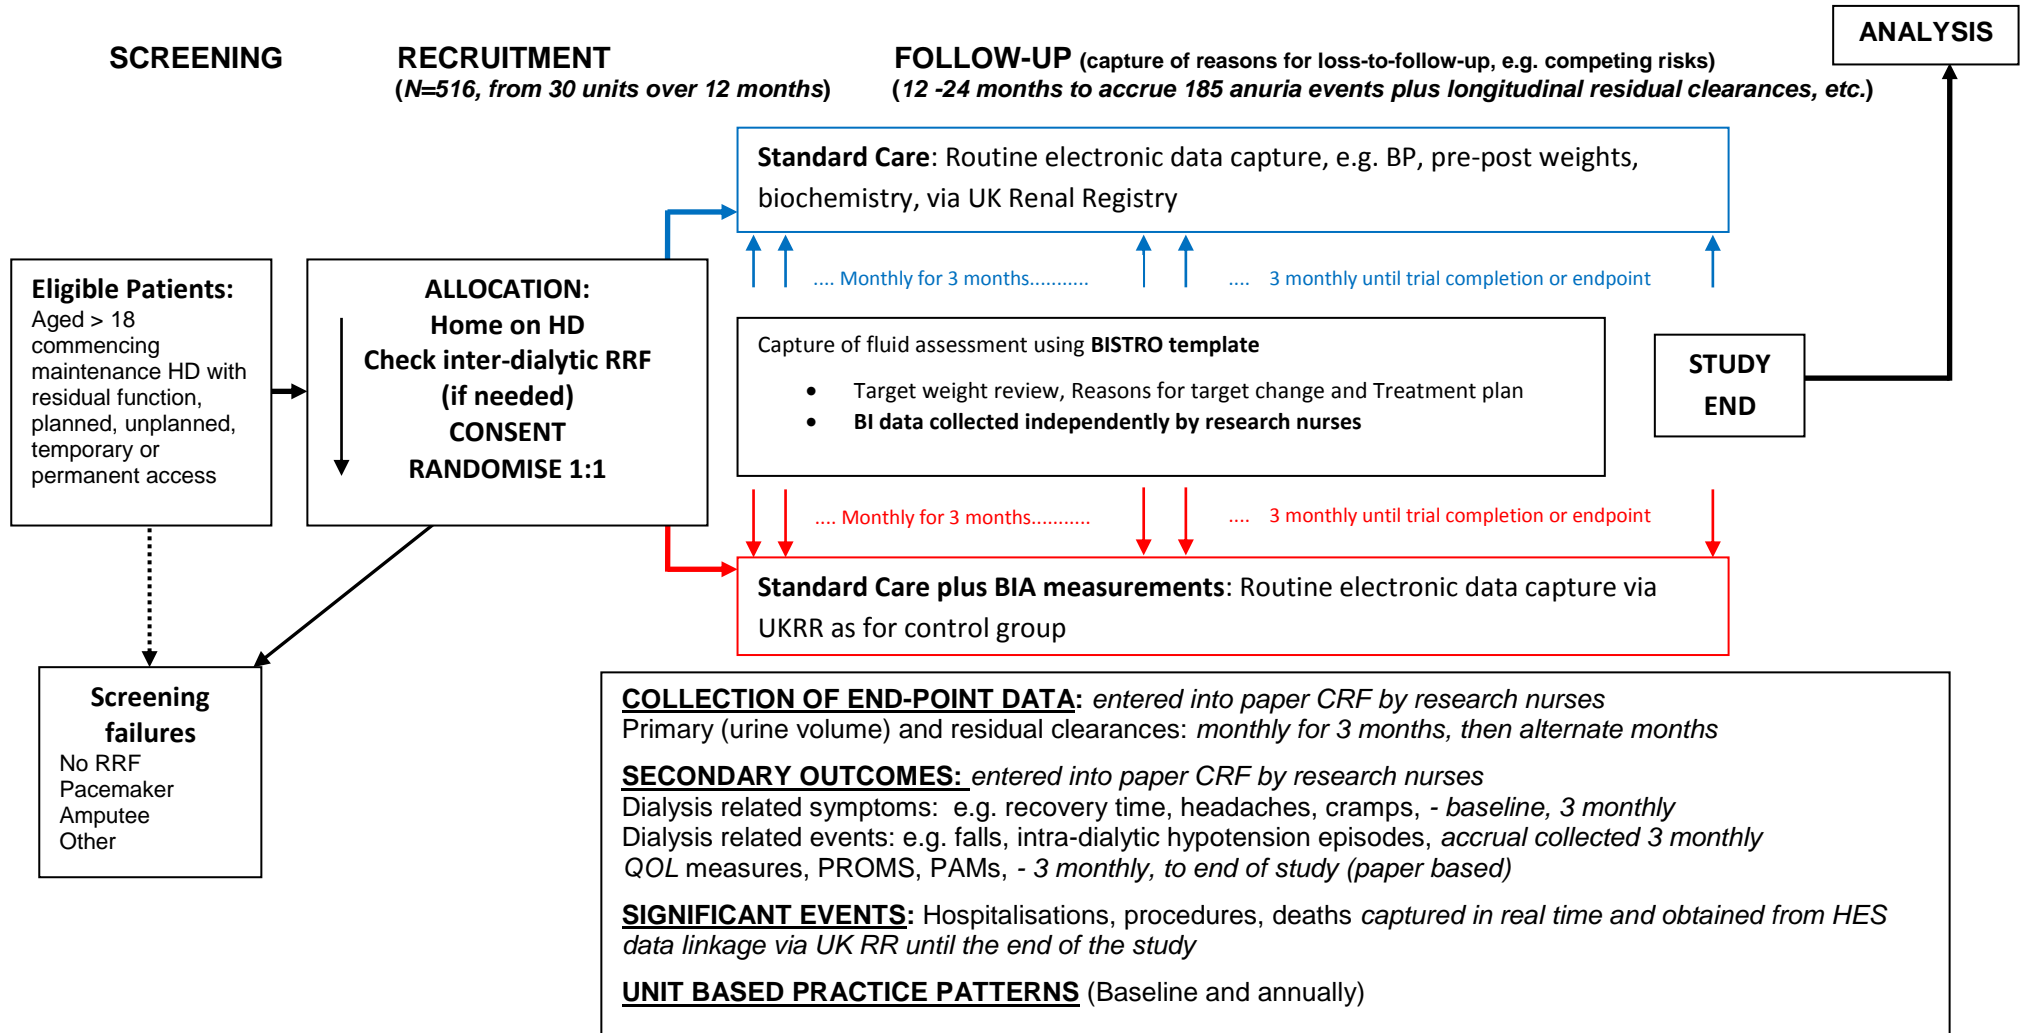 SCREENING
RECRUITMENT
(N=516, from 30 units over 12 months)
FOLLOW-UP (capture of reasons for loss-to-follow-up, e.g. competing risks)
(12 -24 months to accrue 185 anuria events plus longitudinal residual clearances, etc.)
ANALYSIS
Standard Care: Routine electronic data capture, e.g. BP, pre-post weights,
biochemistry, via UK Renal Registry
.... Monthly for 3 months...........
.... 3 monthly until trial completion or endpoint
Eligible Patients:
Aged > 18
commencing
maintenance HD with
residual function,
planned, unplanned,
temporary or
permanent access
ALLOCATION:
Home on HD
Check inter-dialytic RRF
(if needed)
CONSENT
RANDOMISE 1:1
Capture of fluid assessment using BISTRO template
• Target weight review, Reasons for target change and Treatment plan
• BI data collected independently by research nurses
STUDY
END
.... Monthly for 3 months...........
.... 3 monthly until trial completion or endpoint
Standard Care plus BIA measurements: Routine electronic data capture via
UKRR as for control group
Screening
failures
No RRF
Pacemaker
Amputee
Other
COLLECTION OF END-POINT DATA: entered into paper CRF by research nurses
Primary (urine volume) and residual clearances: monthly for 3 months, then alternate months
SECONDARY OUTCOMES: entered into paper CRF by research nurses
Dialysis related symptoms: e.g. recovery time, headaches, cramps, - baseline, 3 monthly
Dialysis related events: e.g. falls, intra-dialytic hypotension episodes, accrual collected 3 monthly
QOL measures, PROMS, PAMs, - 3 monthly, to end of study (paper based)
SIGNIFICANT EVENTS: Hospitalisations, procedures, deaths captured in real time and obtained from HES
data linkage via UK RR until the end of the study
UNIT BASED PRACTICE PATTERNS (Baseline and annually)